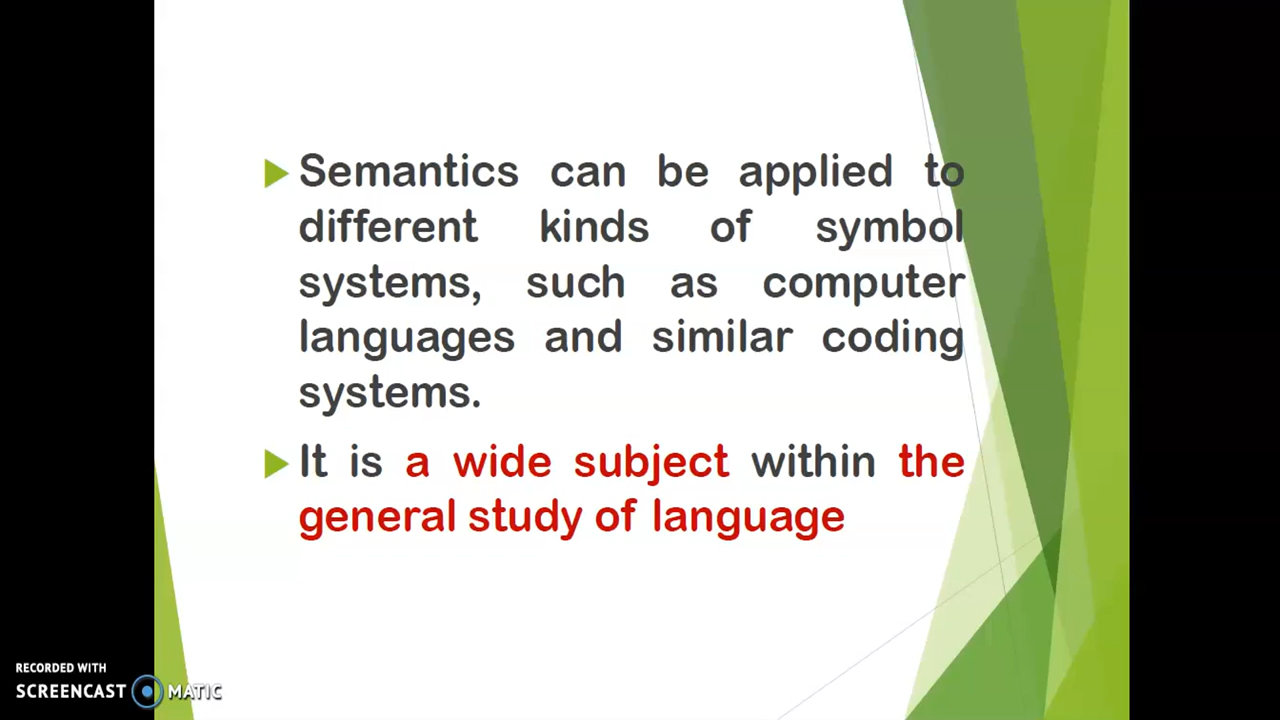 Semantics can be applied to
different kinds of symbol
systems, such as computer
languages and similar coding
systems.
It is a wide subject within the
general study of language
RECORDED WITH
SCREENCAST MATIC